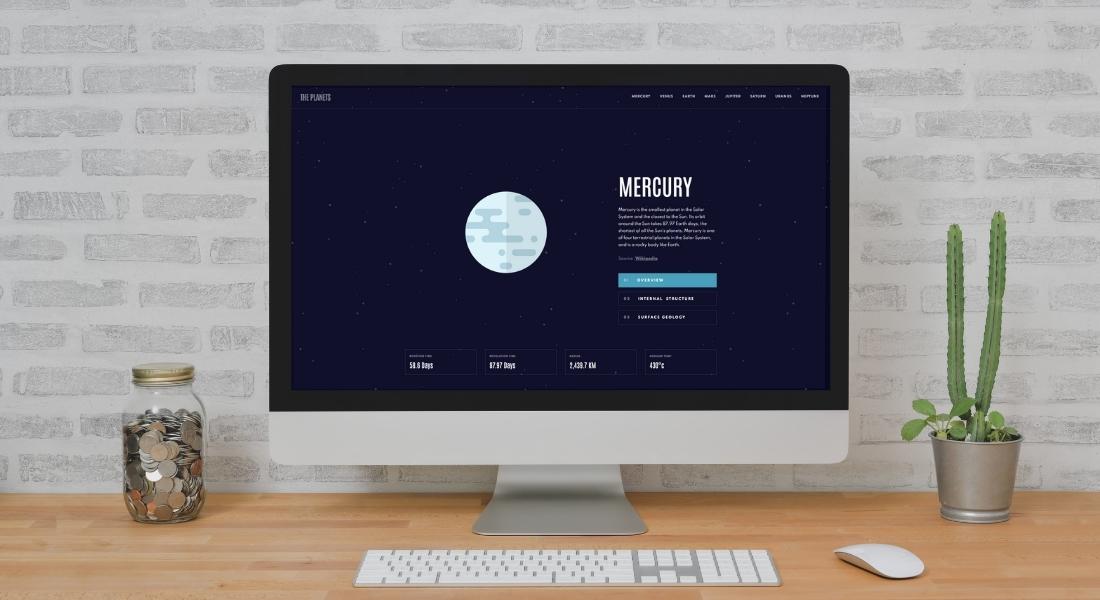 THE PLANETS
MERCURY VENUS EARTH MARS JUPITER SATURN URANUS NEPTUNE
MERCURY
Mercury is the smallest planet in the Solar
System and the closest to the Sun. Its orbit
around the Sun takes 87.97 Earth days, the
shortest of all the Sun's planets. Mercury is one
of four terrestrial planets in the Solar System,
and is a rocky body like Earth.
Source : Wikipedia
01 OVERVIEW
02 INTERNAL STRUCTURE
03 SURFACE GEOLOGY
ROTATION TIME
58.6 Days
REVOLUTION TIME
87.97 Days
RADIUS
2,439.7 KM
AVERAGE TEMP.
430°c